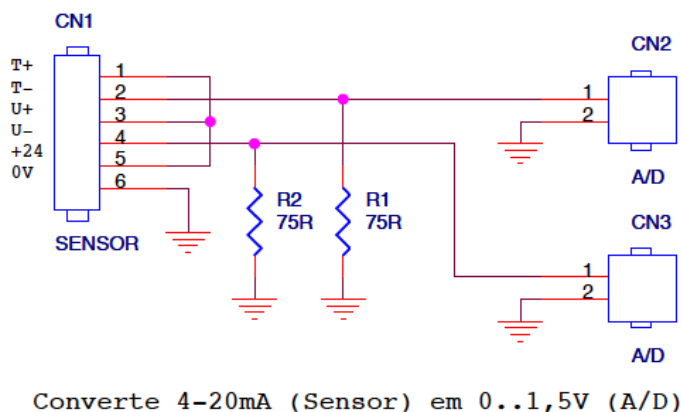 CN1
T+ 1
T- 2
U+ 3
U- 4
+24 5
0V 6
SENSOR
R2
75R
R1
75R
CN2
1
2
A/D
CN3
1
2
A/D
Converte 4-20mA (Sensor) em 0..1,5V (A/D)